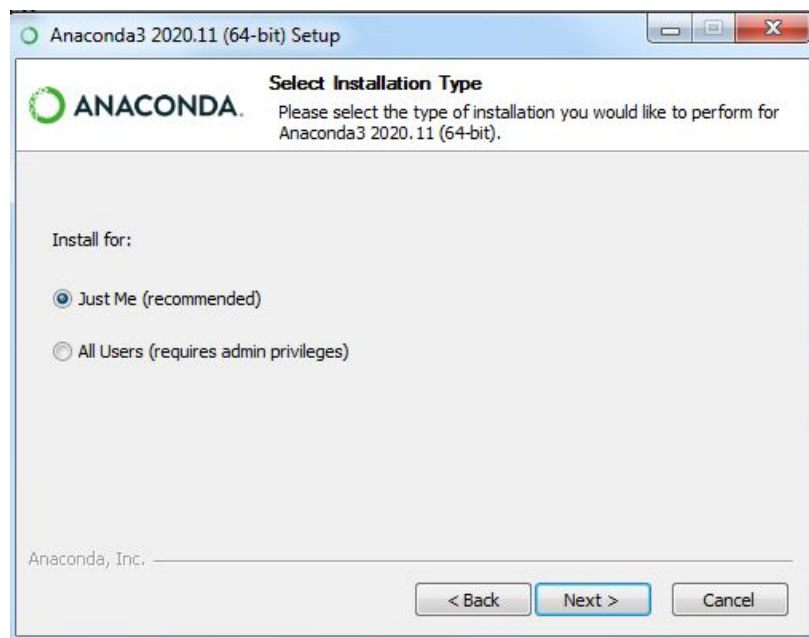 Anaconda3 2020.11 (64-bit) Setup
ANACONDA.
Select Installation Type
Please select the type of installation you would like to perform for
Anaconda3 2020.11 (64-bit).
Install for:
Just Me (recommended)
All Users (requires admin privileges)
Anaconda, Inc.
< Back
Next >
Cancel